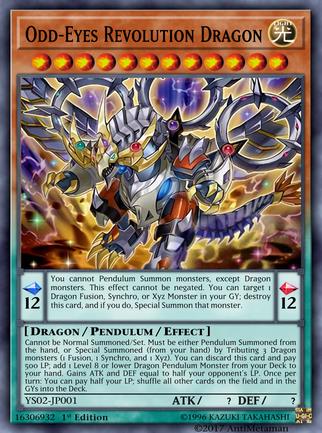 ODD-EYES REVOLUTION DRAGON
LIGHT
光
You cannot Pendulum Summon monsters, except Dragon
monsters. This effect cannot be negated. You can target 1
Dragon Fusion, Synchro, or Xyz Monster in your GY; destroy
this card, and if you do, Special Summon that monster.
12
12
[ DRAGON / PENDULUM / EFFECT ]
Cannot be Normal Summoned/Set. Must be either Pendulum Summoned from
the hand, or Special Summoned (from your hand) by Tributing 3 Dragon
monsters (1 Fusion, 1 Synchro, and 1 Xyz). You can discard this card and pay
500 LP; add 1 Level 8 or lower Dragon Pendulum Monster from your Deck to
your hand. Gains ATK and DEF equal to half your opponent's LP. Once per
turn: You can pay half your LP; shuffle all other cards on the field and in the
GYs into the Deck.
YS02-JP001
ATK / ? DEF / ?
16306932 1st Edition
©1996 KAZUKI TAKAHASHI
©2017 AntiMetaman